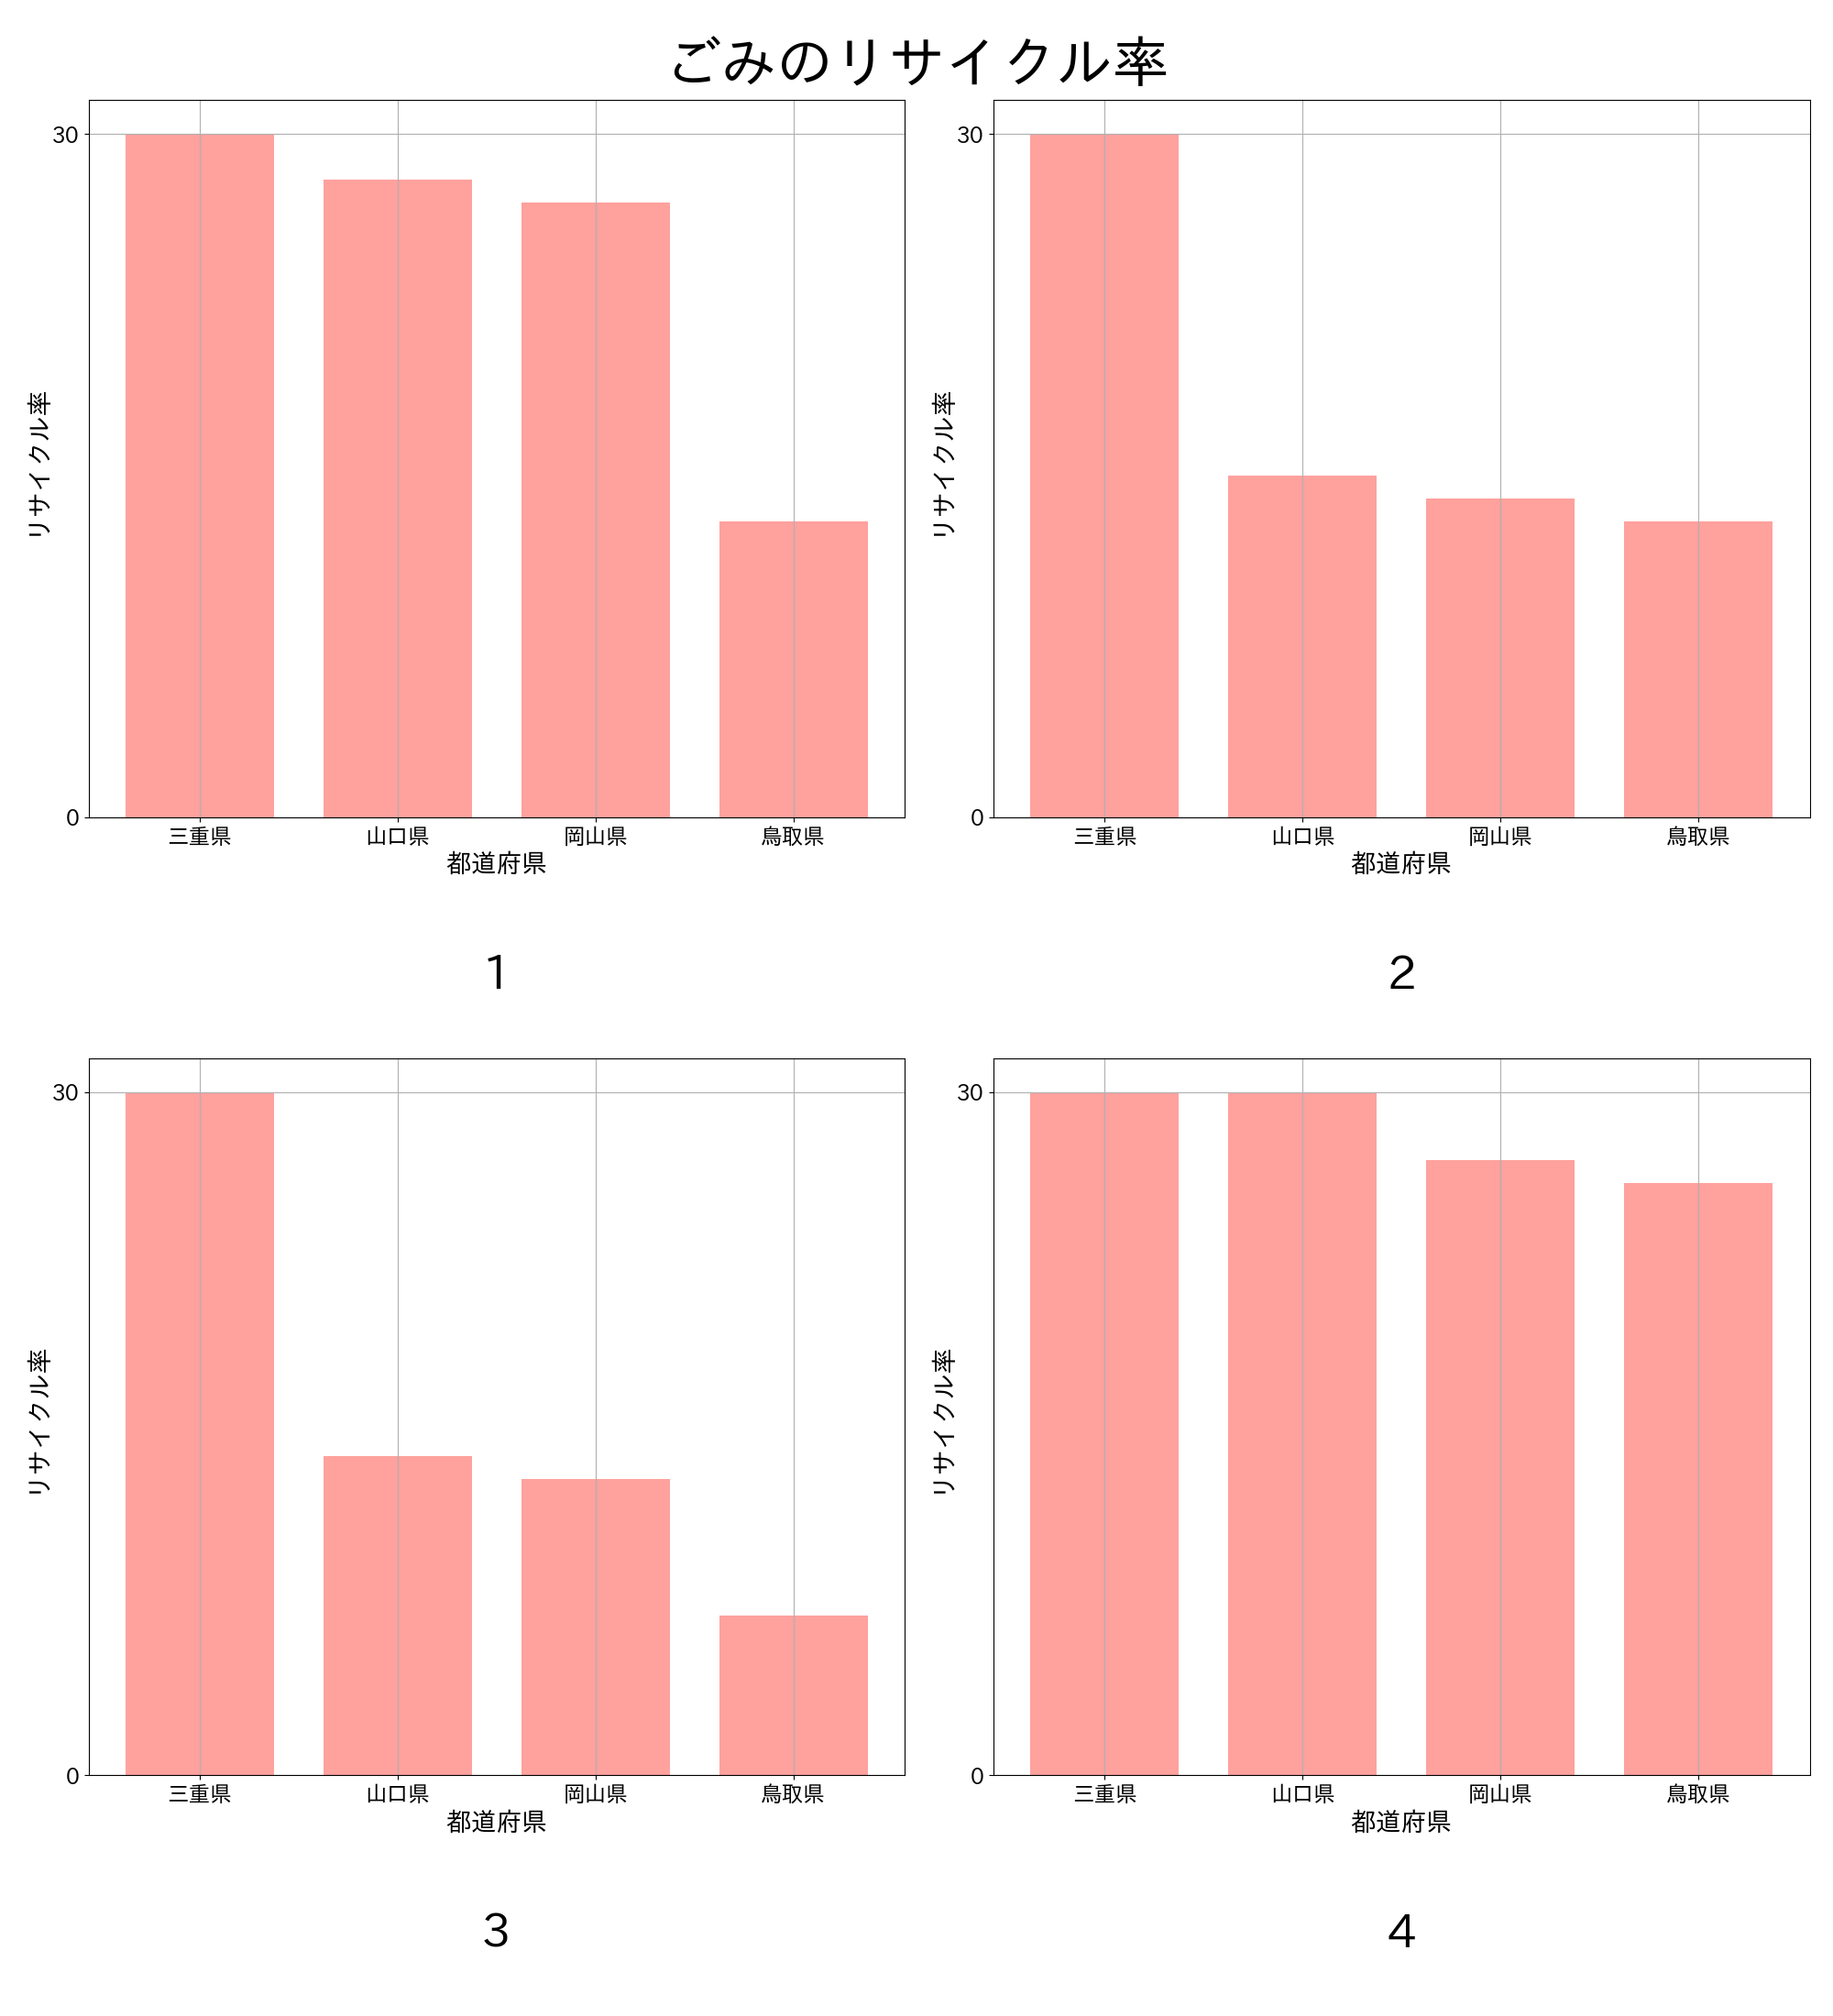 ごみのリサイクル率
30
0
リサイクル率
三重県 山口県 岡山県 鳥取県
都道府県
1
30
0
リサイクル率
三重県 山口県 岡山県 鳥取県
都道府県
2
30
0
リサイクル率
三重県 山口県 岡山県 鳥取県
都道府県
3
30
0
リサイクル率
三重県 山口県 岡山県 鳥取県
都道府県
4